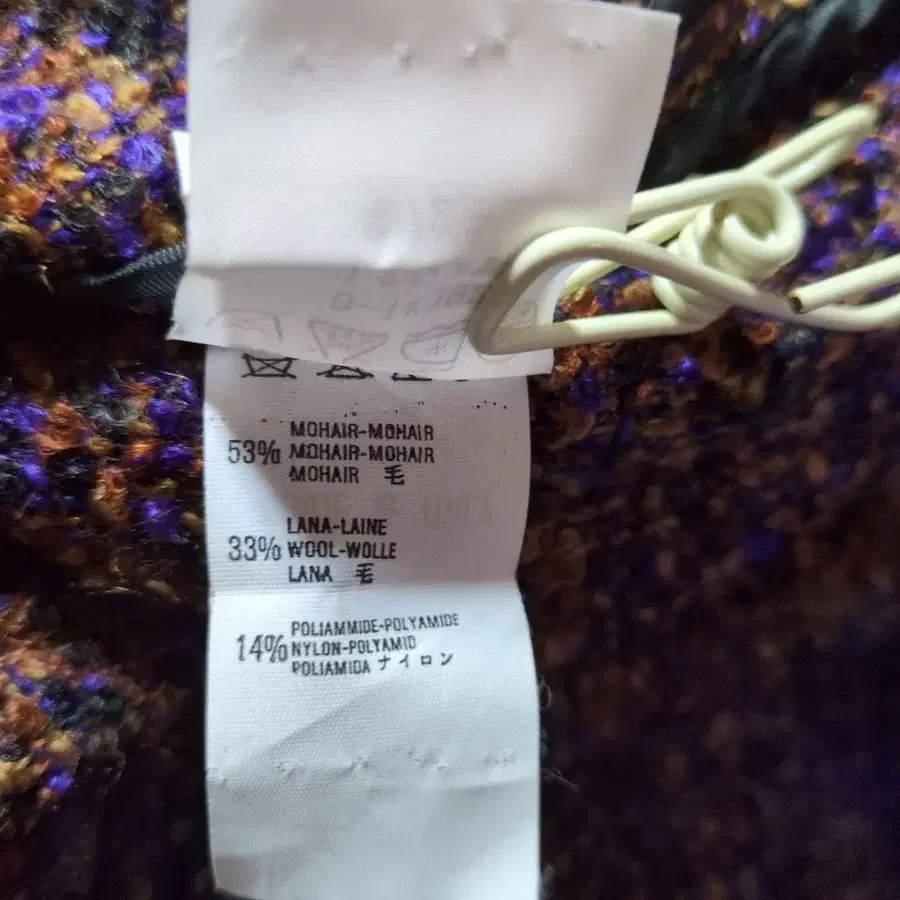 53% MOHAIR-MOHAIR
MOHAIR-MOHAIR
MOHAIR 毛
33% LANA-LAINE
WOOL-WOLLE
LANA 毛
14% POLIAMMIDE-POLYAMIDE
NYLON-POLYAMID
POLIAMIDA ナイロン